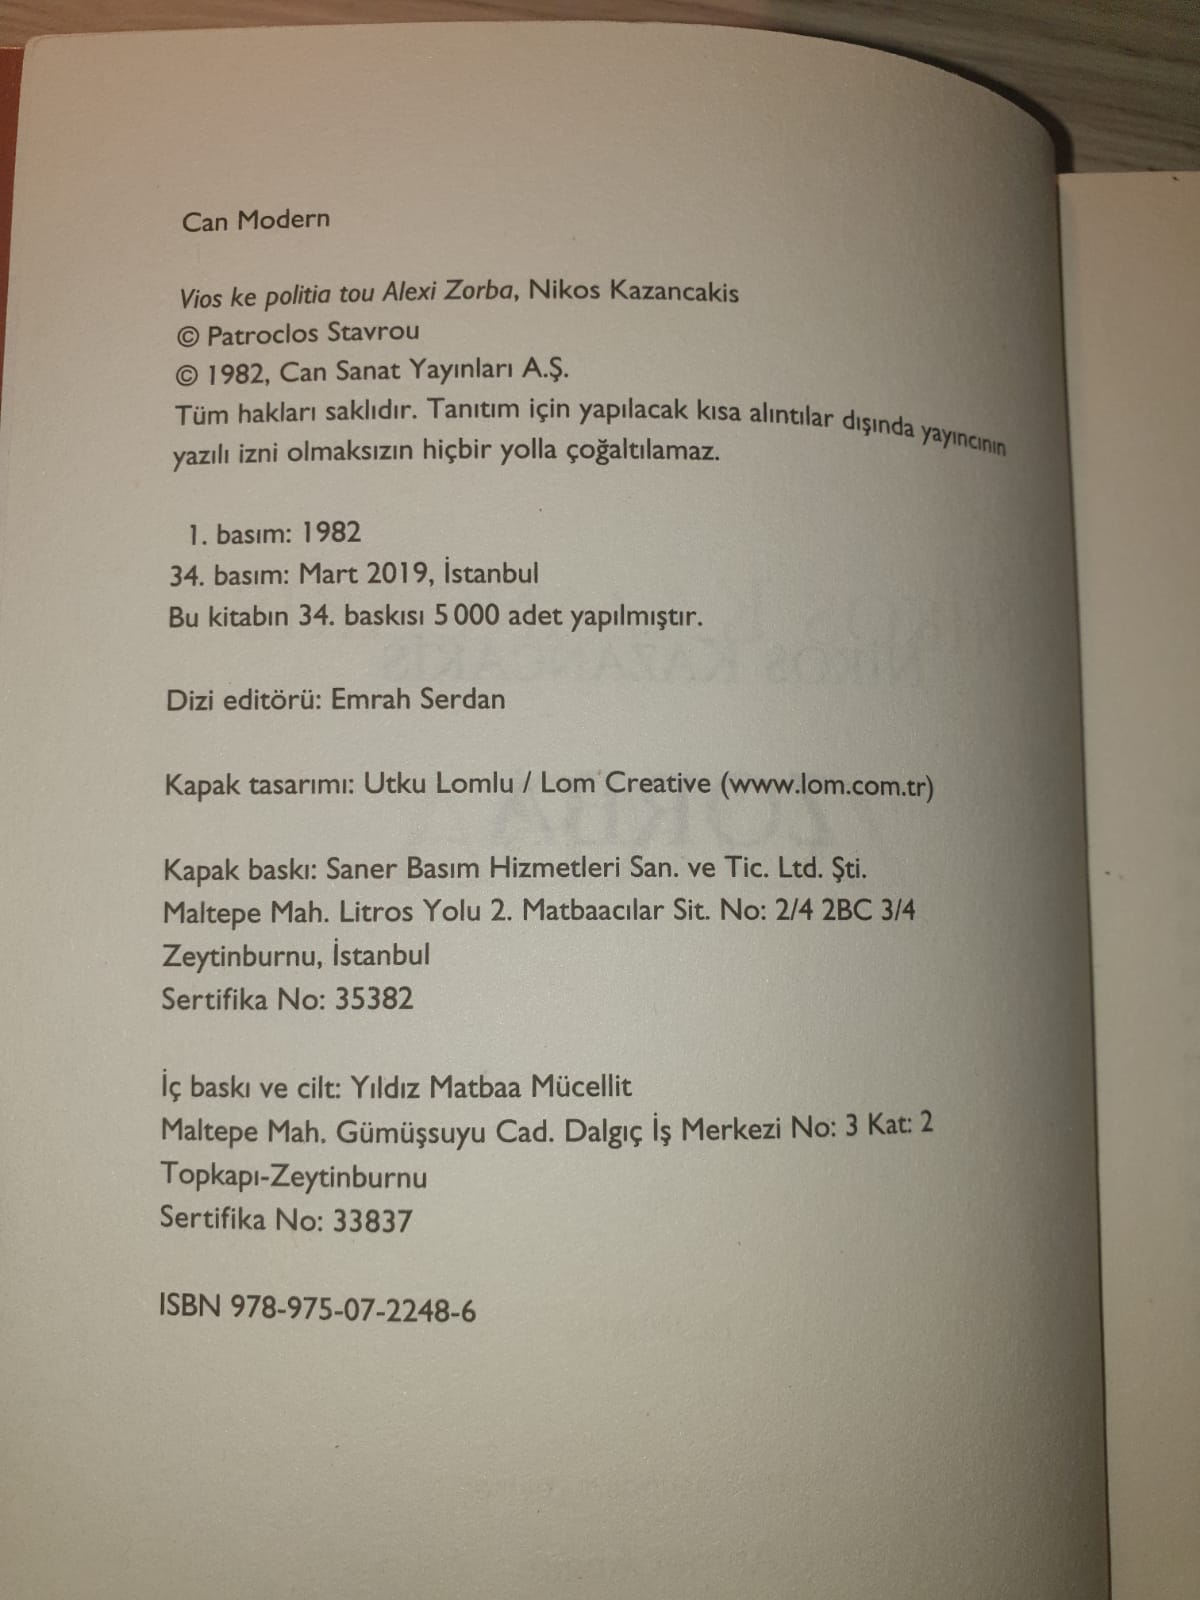 Can Modern
Vios ke politia tou Alexi Zorba, Nikos Kazancakis
© Patroclos Stavrou
© 1982, Can Sanat Yayınları A.Ş.
Tüm hakları saklıdır. Tanıtım için yapılacak kısa alıntılar dışında yayıncının
yazılı izni olmaksızın hiçbir yolla çoğaltılamaz.
1. basım: 1982
34. basım: Mart 2019, İstanbul
Bu kitabın 34. baskısı 5 000 adet yapılmıştır.
Dizi editörü: Emrah Serdan
Kapak tasarımı: Utku Lomlu / Lom Creative (www.lom.com.tr)
Kapak baskı: Saner Basım Hizmetleri San. ve Tic. Ltd. Şti.
Maltepe Mah. Litros Yolu 2. Matbaacılar Sit. No: 2/4 2BC 3/4
Zeytinburnu, İstanbul
Sertifika No: 35382
İç baskı ve cilt: Yıldız Matbaa Mücellit
Maltepe Mah. Gümüşsuyu Cad. Dalgıç İş Merkezi No: 3 Kat: 2
Topkapı-Zeytinburnu
Sertifika No: 33837
ISBN 978-975-07-2248-6